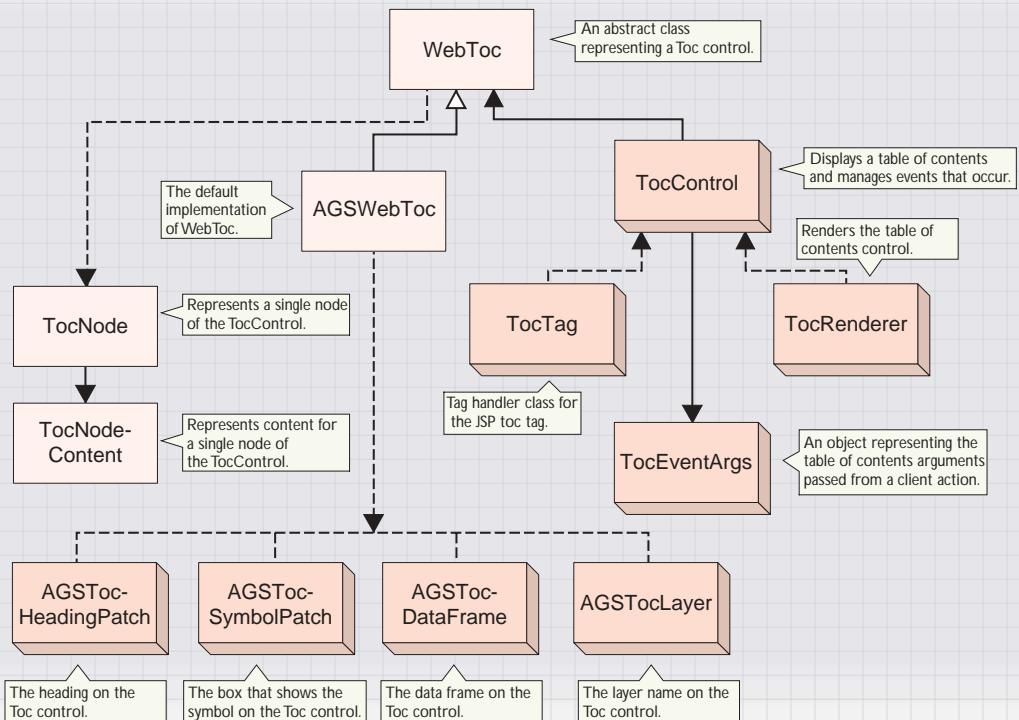 WebToc
An abstract class
representing a Toc control.
TocControl
Displays a table of contents
and manages events that occur.
The default
implementation
of WebToc.
AGSWebToc
Renders the table of
contents control.
TocNode
Represents a single node
of the TocControl.
TocTag
TocRenderer
Tag handler class for
the JSP toc tag.
TocNode-
Content
Represents content for
a single node of
the TocControl.
TocEventArgs
An object representing the
table of contents arguments
passed from a client action.
AGSToc-
HeadingPatch
AGSToc-
SymbolPatch
AGSToc-
DataFrame
AGSTocLayer
The heading on the
Toc control.
The box that shows the
symbol on the Toc control.
The data frame on the
Toc control.
The layer name on the
Toc control.